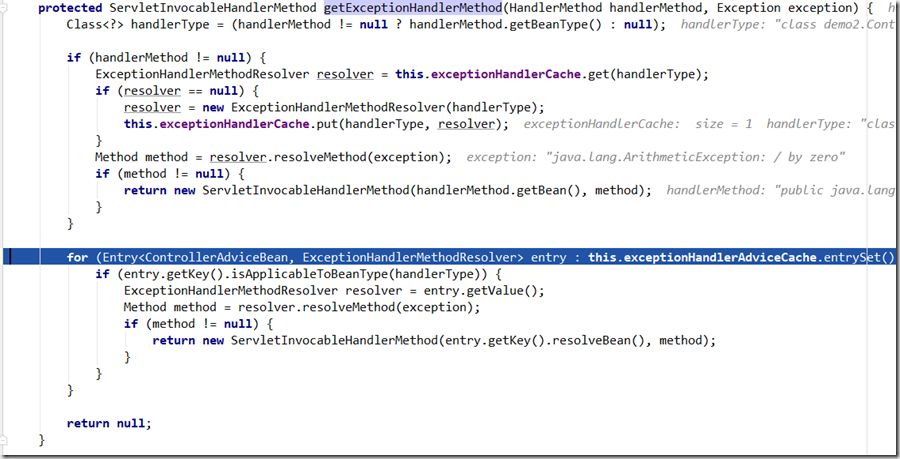 protected ServletInvocableHandlerMethod getExceptionHandlerMethod(HandlerMethod handlerMethod, Exception exception) {
Class<?> handlerType = (handlerMethod != null ? handlerMethod.getBeanType() : null); handlerType: "class demo2.Cont
if (handlerMethod != null) {
ExceptionHandlerMethodResolver resolver = this.exceptionHandlerCache.get(handlerType);
if (resolver == null) {
resolver = new ExceptionHandlerMethodResolver(handlerType);
this.exceptionHandlerCache.put(handlerType, resolver); exceptionHandlerCache: size = 1 handlerType: "clas
}
Method method = resolver.resolveMethod(exception); exception: "java.lang.ArithmeticException: / by zero"
if (method != null) {
return new ServletInvocableHandlerMethod(handlerMethod.getBean(), method); handlerMethod: "public java.lang
}
}
for (Entry<ControllerAdviceBean, ExceptionHandlerMethodResolver> entry : this.exceptionHandlerAdviceCache.entrySet()
if (entry.getKey().isApplicableToBeanType(handlerType)) {
ExceptionHandlerMethodResolver resolver = entry.getValue();
Method method = resolver.resolveMethod(exception);
if (method != null) {
return new ServletInvocableHandlerMethod(entry.getKey().resolveBean(), method);
}
}
}
return null;
}